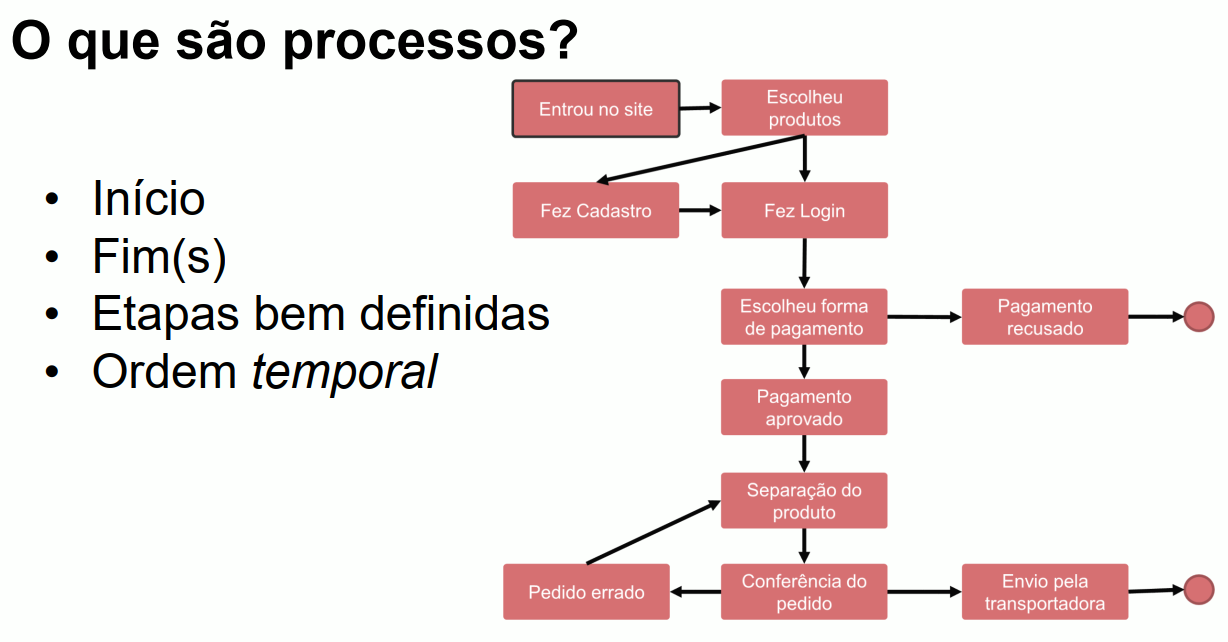 O que são processos?
• Início
• Fim(s)
• Etapas bem definidas
• Ordem temporal
Entrou no site
Escolheu
produtos
Fez Cadastro
Fez Login
Escolheu forma
de pagamento
Pagamento
recusado
Pagamento
aprovado
Separação do
produto
Pedido errado
Conferência do
pedido
Envio pela
transportadora